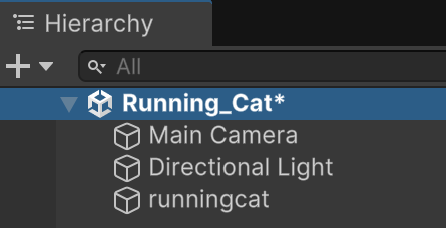 Hierarchy
All
Running_Cat*
Main Camera
Directional Light
runningcat